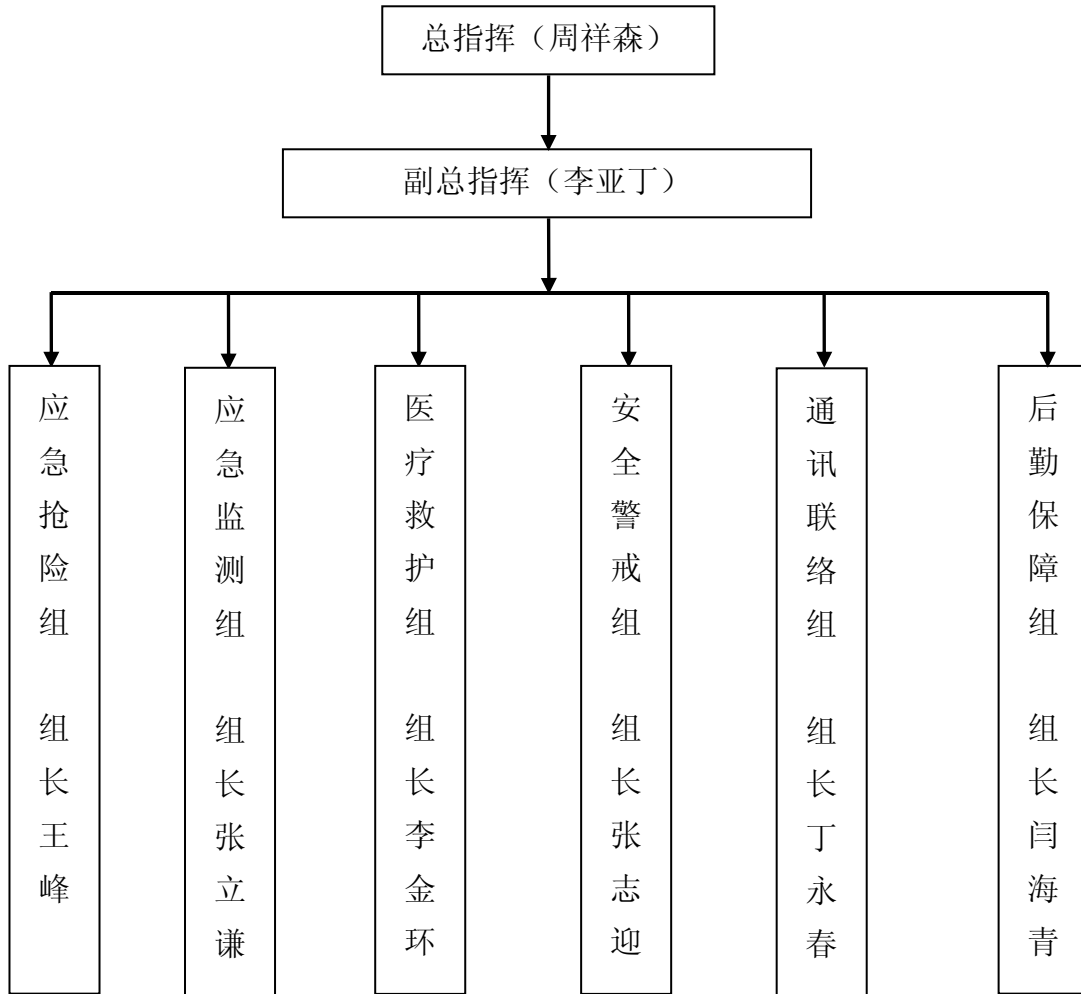 总指挥（周祥森）
副总指挥（李亚丁）
应急抢险组 组长王峰
应急监测组 组长张立谦
医疗救护组 组长李金环
安全警戒组 组长张志迎
通讯联络组 组长丁永春
后勤保障组 组长闫海青